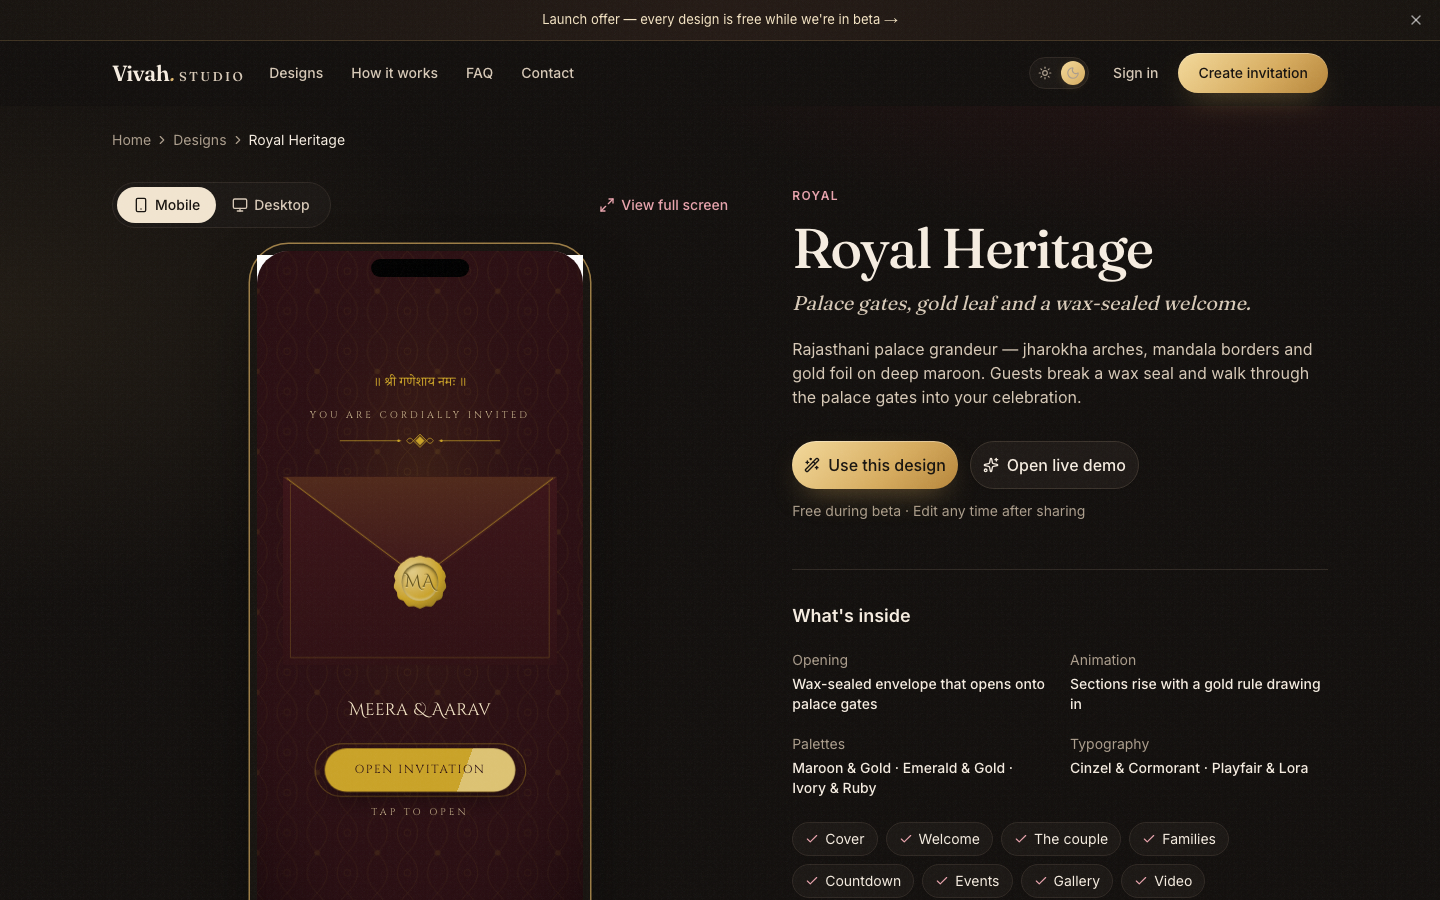 Launch offer — every design is free while we're in beta →
Vivah. STUDIO
Designs
How it works
FAQ
Contact
Sign in
Create invitation
Home > Designs > Royal Heritage
Mobile
Desktop
View full screen
॥ श्री गणेशाय नमः ॥
YOU ARE CORDIALLY INVITED
MA
MEERA & AARAV
OPEN INVITATION
TAP TO OPEN
ROYAL
Royal Heritage
Palace gates, gold leaf and a wax-sealed welcome.
Rajasthani palace grandeur — jharokha arches, mandala borders and
gold foil on deep maroon. Guests break a wax seal and walk through
the palace gates into your celebration.
Use this design
Open live demo
Free during beta · Edit any time after sharing
What's inside
Opening
Wax-sealed envelope that opens onto
palace gates
Animation
Sections rise with a gold rule drawing
in
Palettes
Maroon & Gold · Emerald & Gold ·
Ivory & Ruby
Typography
Cinzel & Cormorant · Playfair & Lora
Cover
Welcome
The couple
Families
Countdown
Events
Gallery
Video